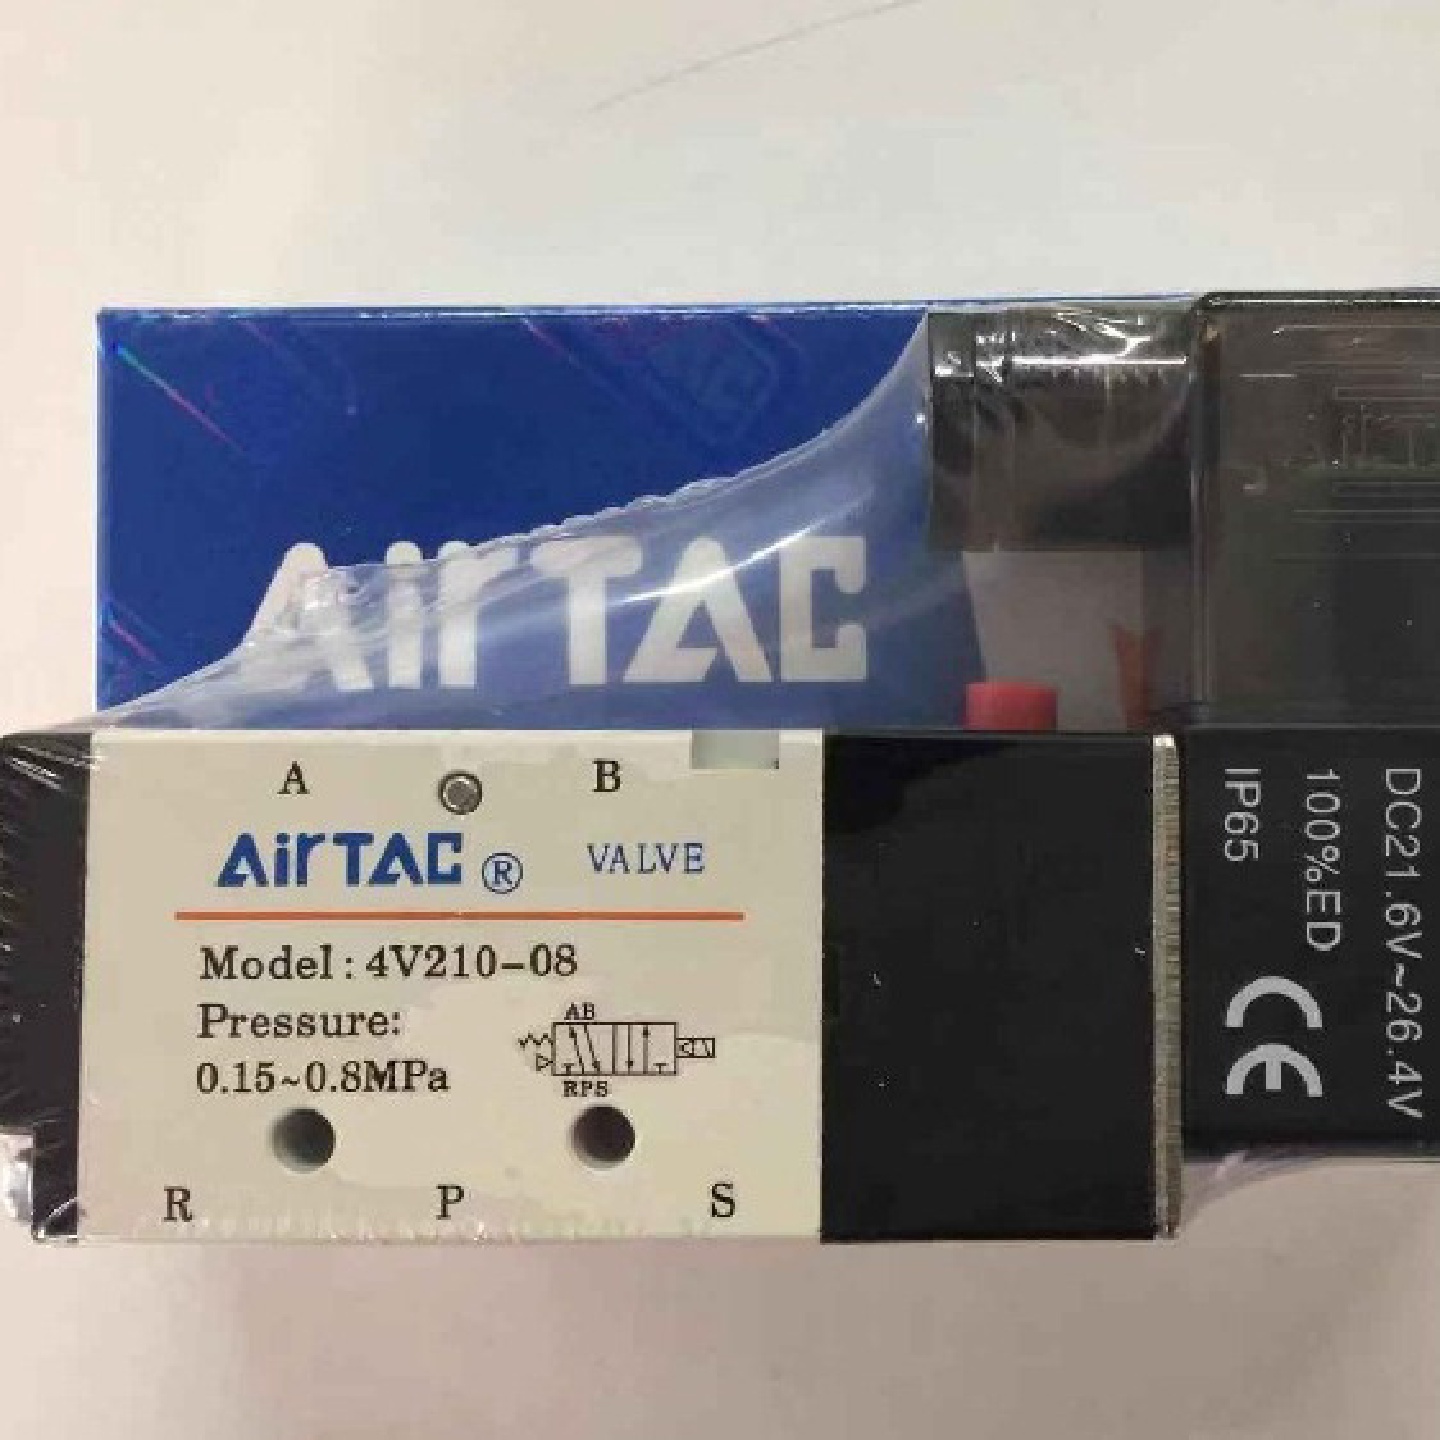 AirTAC
A B
AirTAC ® VALVE
Model: 4V210-08
Pressure:
0.15~0.8MPa
AB
RPS
R P S
DC21.6V~26.4V
100%ED
IP65
CE